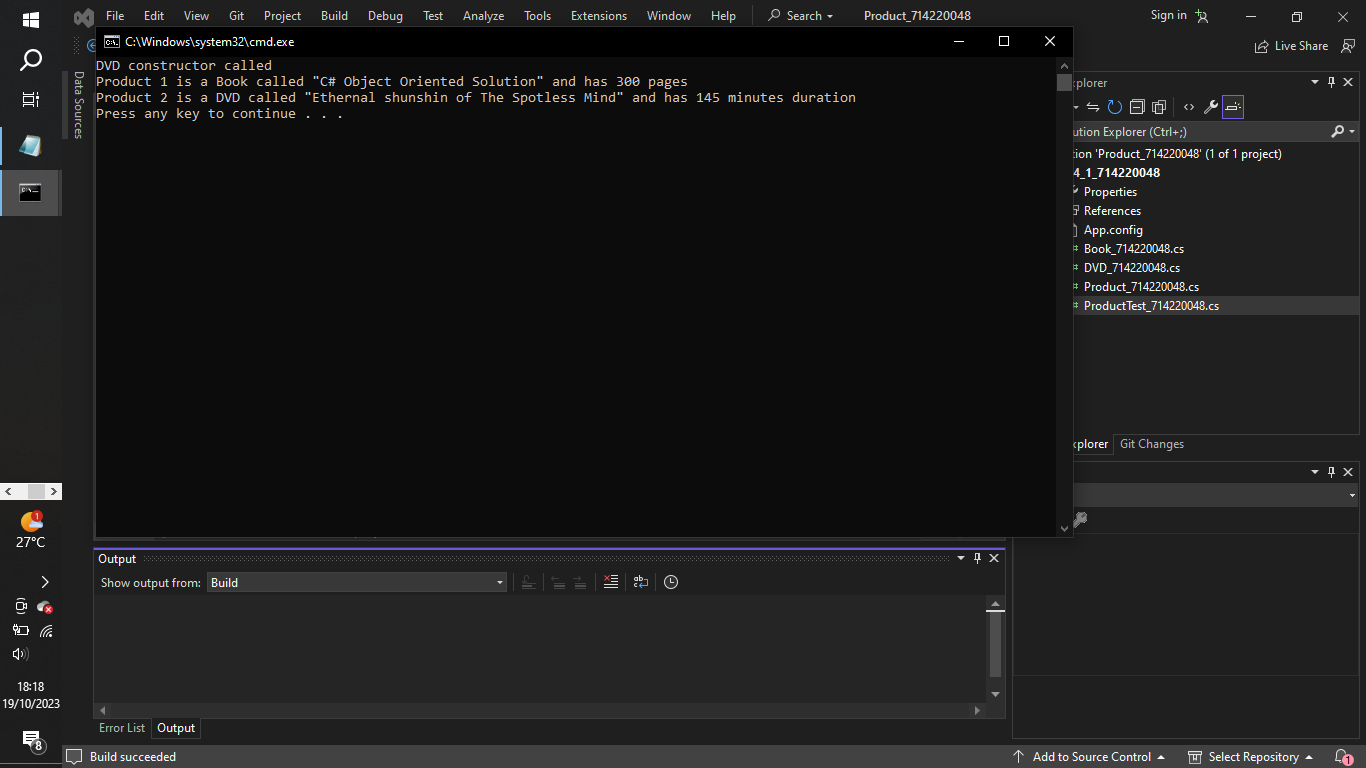 File Edit View Git Project Build Debug Test Analyze Tools Extensions Window Help Search Product_714220048 Sign in
Live Share
C:\Windows\system32\cmd.exe
DVD constructor called
Product 1 is a Book called "C# Object Oriented Solution" and has 300 pages
Product 2 is a DVD called "Ethernal shunshin of The Spotless Mind" and has 145 minutes duration
Press any key to continue . . .
Data Sources
xplorer
ution Explorer (Ctrl+;)
ion 'Product_714220048' (1 of 1 project)
4_1_714220048
Properties
References
App.config
Book_714220048.cs
DVD_714220048.cs
Product_714220048.cs
ProductTest_714220048.cs
xplorer Git Changes
Output
Show output from: Build
Error List Output
1
27°C
18:18
19/10/2023
8
Build succeeded Add to Source Control Select Repository 1